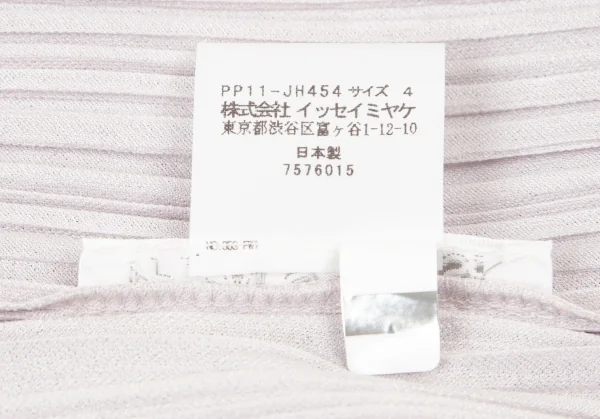 PP11-JH454 サイズ 4
株式会社 イッセイミヤケ
東京都渋谷区富ヶ谷1-12-10
日本製
7576015